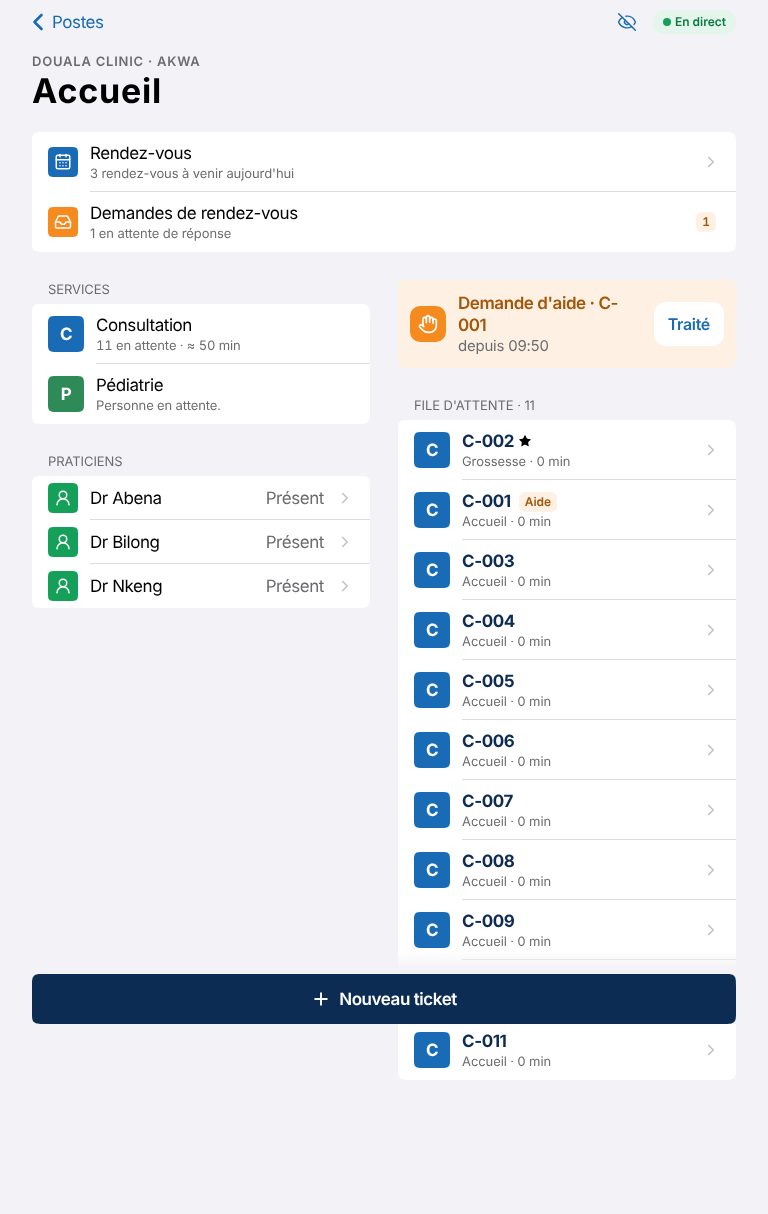 Postes
En direct
DOUALA CLINIC · AKWA
Accueil
Rendez-vous
3 rendez-vous à venir aujourd'hui
Demandes de rendez-vous
1 en attente de réponse
1
SERVICES
C
Consultation
11 en attente · ≈ 50 min
P
Pédiatrie
Personne en attente.
PRATICIENS
Dr Abena
Présent
Dr Bilong
Présent
Dr Nkeng
Présent
Demande d'aide · C-
001
depuis 09:50
Traité
FILE D'ATTENTE · 11
C
C-002 ★
Grossesse · 0 min
C
C-001 Aide
Accueil · 0 min
C
C-003
Accueil · 0 min
C
C-004
Accueil · 0 min
C
C-005
Accueil · 0 min
C
C-006
Accueil · 0 min
C
C-007
Accueil · 0 min
C
C-008
Accueil · 0 min
C
C-009
Accueil · 0 min
Nouveau ticket
C
C-011
Accueil · 0 min